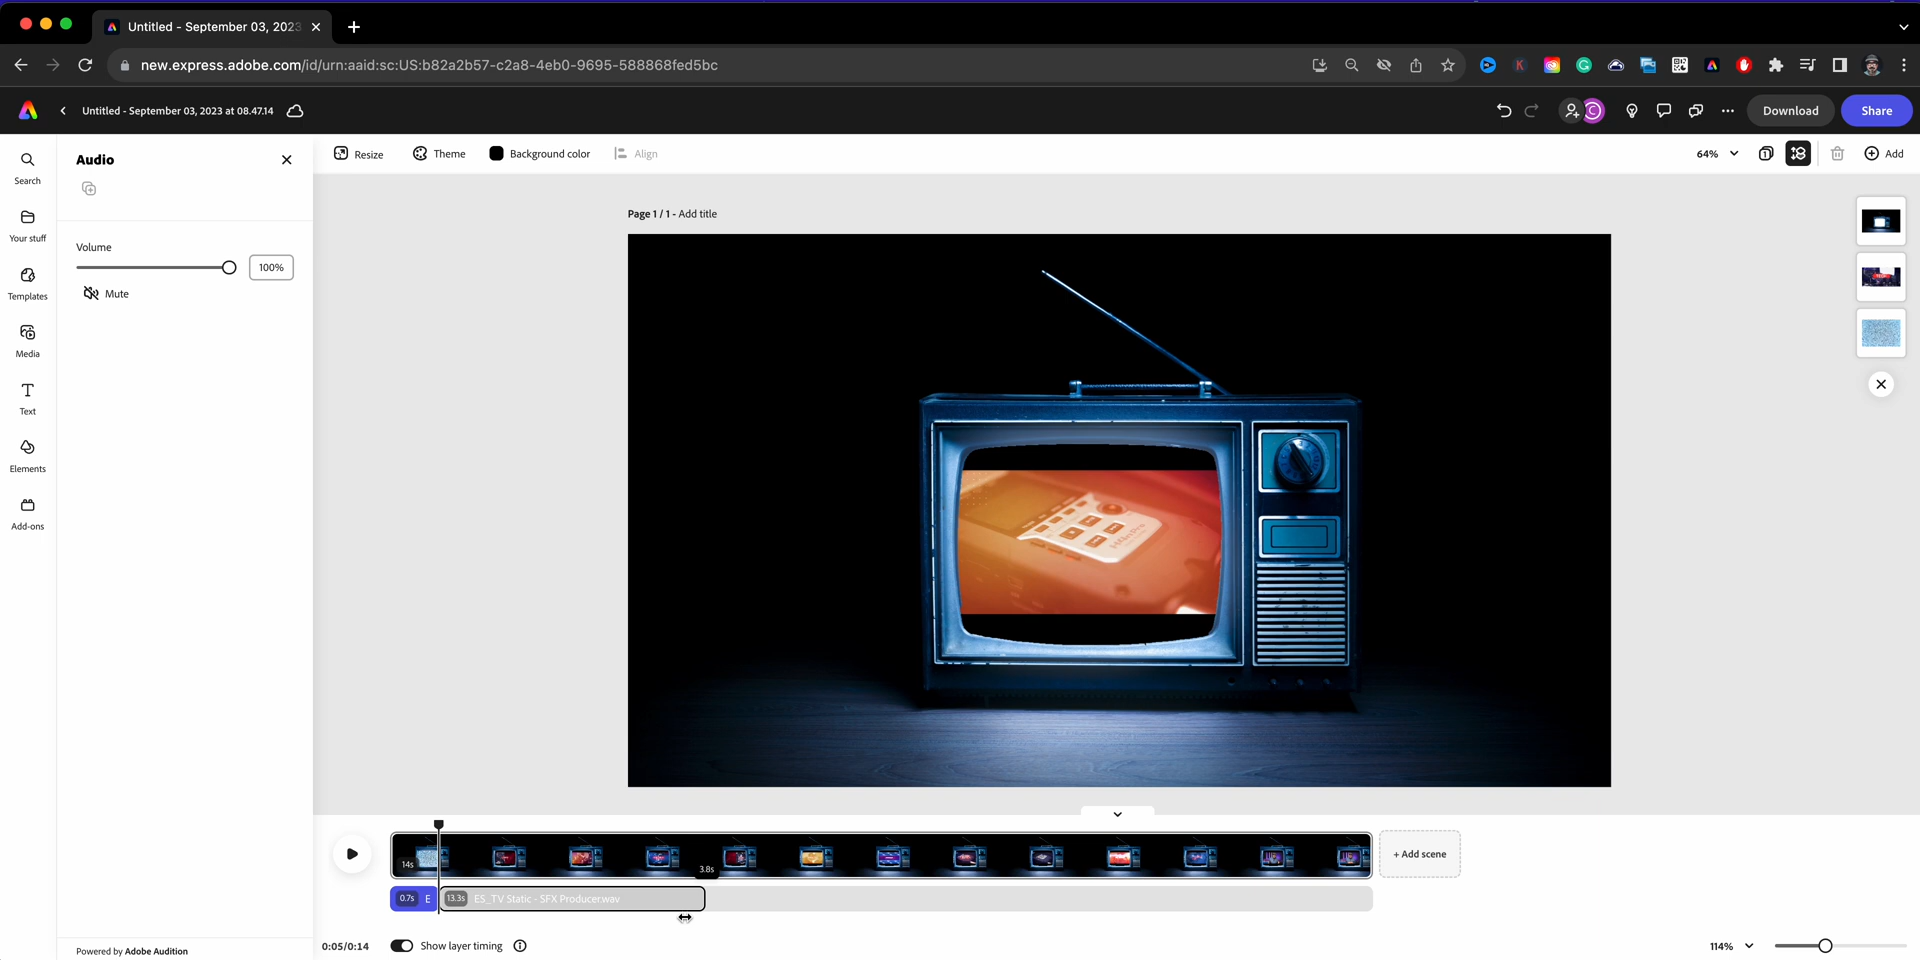 Untitled - September 03, 2023
new.express.adobe.com/id/urn:aaid:sc:US:b82a2b57-c2a8-4eb0-9695-588868fed5bc
Untitled - September 03, 2023 at 08.47.14
C
Download
Share
Search
Your stuff
Templates
Media
Text
Elements
Add-ons
Audio
Volume
100%
Mute
Powered by Adobe Audition
Resize
Theme
Background color
Align
64%
Add
Page 1 / 1 - Add title
14s
3.8s
+ Add scene
0.7s E
13.3s ES_TV Static - SFX Producer.wav
0:05/0:14
Show layer timing
114%